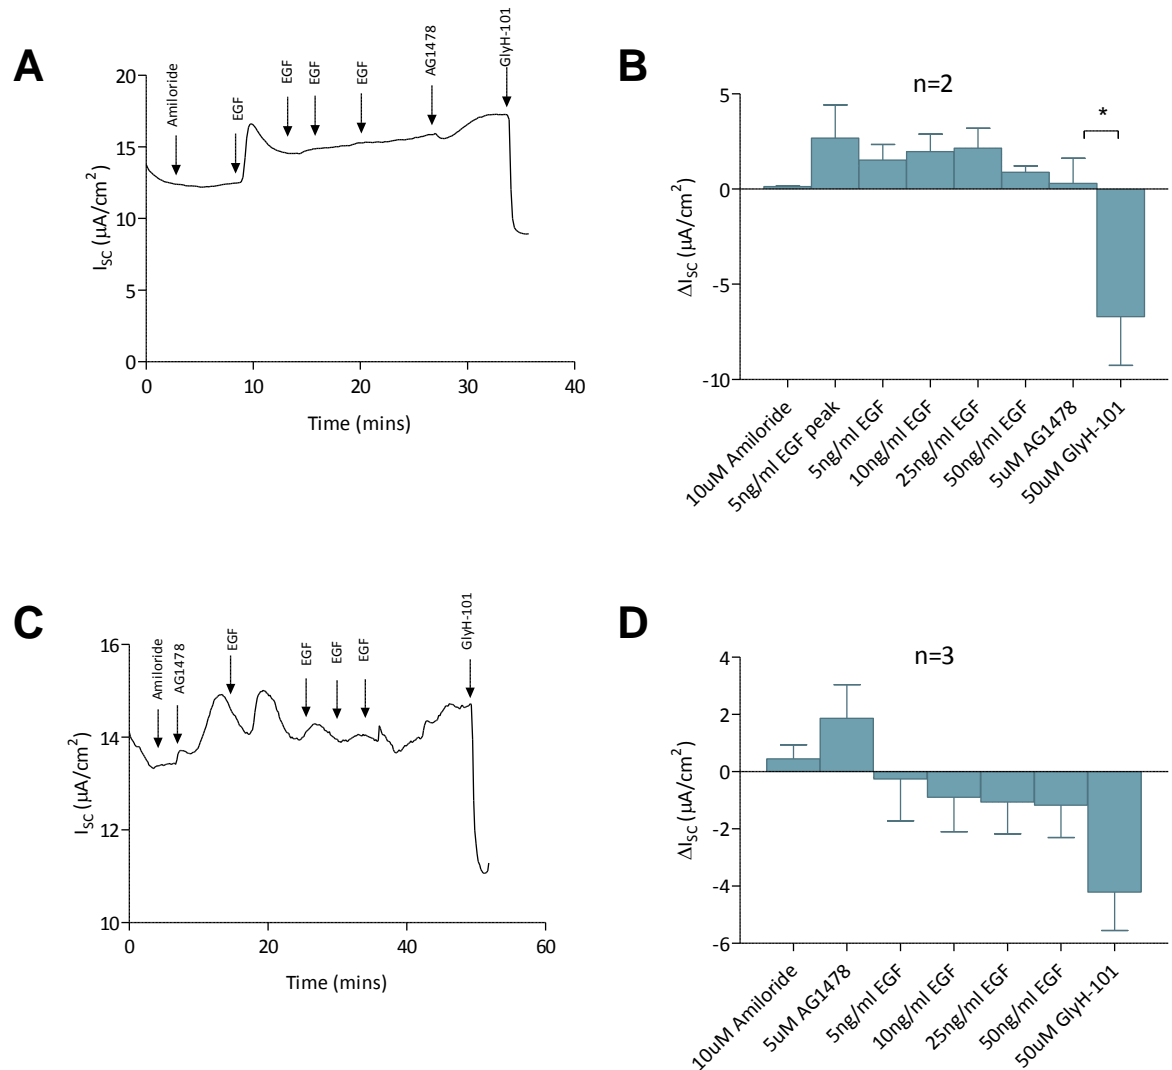 A
Amiloride
EGF
EGF
EGF
EGF
AG1478
GlyH-101
20
15
10
5
0
I_SC (µA/cm²)
0 10 20 30 40
Time (mins)
B
n=2
*
5
0
-5
-10
ΔI_SC (µA/cm²)
10uM Amiloride
5ng/ml EGF peak
5ng/ml EGF
10ng/ml EGF
25ng/ml EGF
50ng/ml EGF
5uM AG1478
50uM GlyH-101
C
Amiloride
AG1478
EGF
EGF
EGF
EGF
GlyH-101
16
14
12
10
I_SC (µA/cm²)
0 20 40 60
Time (mins)
D
n=3
4
2
0
-2
-4
-6
ΔI_SC (µA/cm²)
10uM Amiloride
5uM AG1478
5ng/ml EGF
10ng/ml EGF
25ng/ml EGF
50ng/ml EGF
50uM GlyH-101